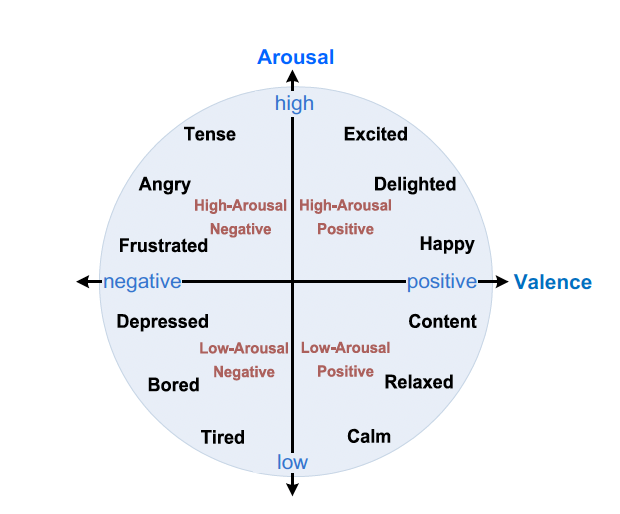 Arousal
high
Tense
Excited
Angry
Delighted
High-Arousal
Negative
High-Arousal
Positive
Frustrated
Happy
negative
positive
Valence
Depressed
Content
Low-Arousal
Negative
Low-Arousal
Positive
Bored
Relaxed
Tired
Calm
low